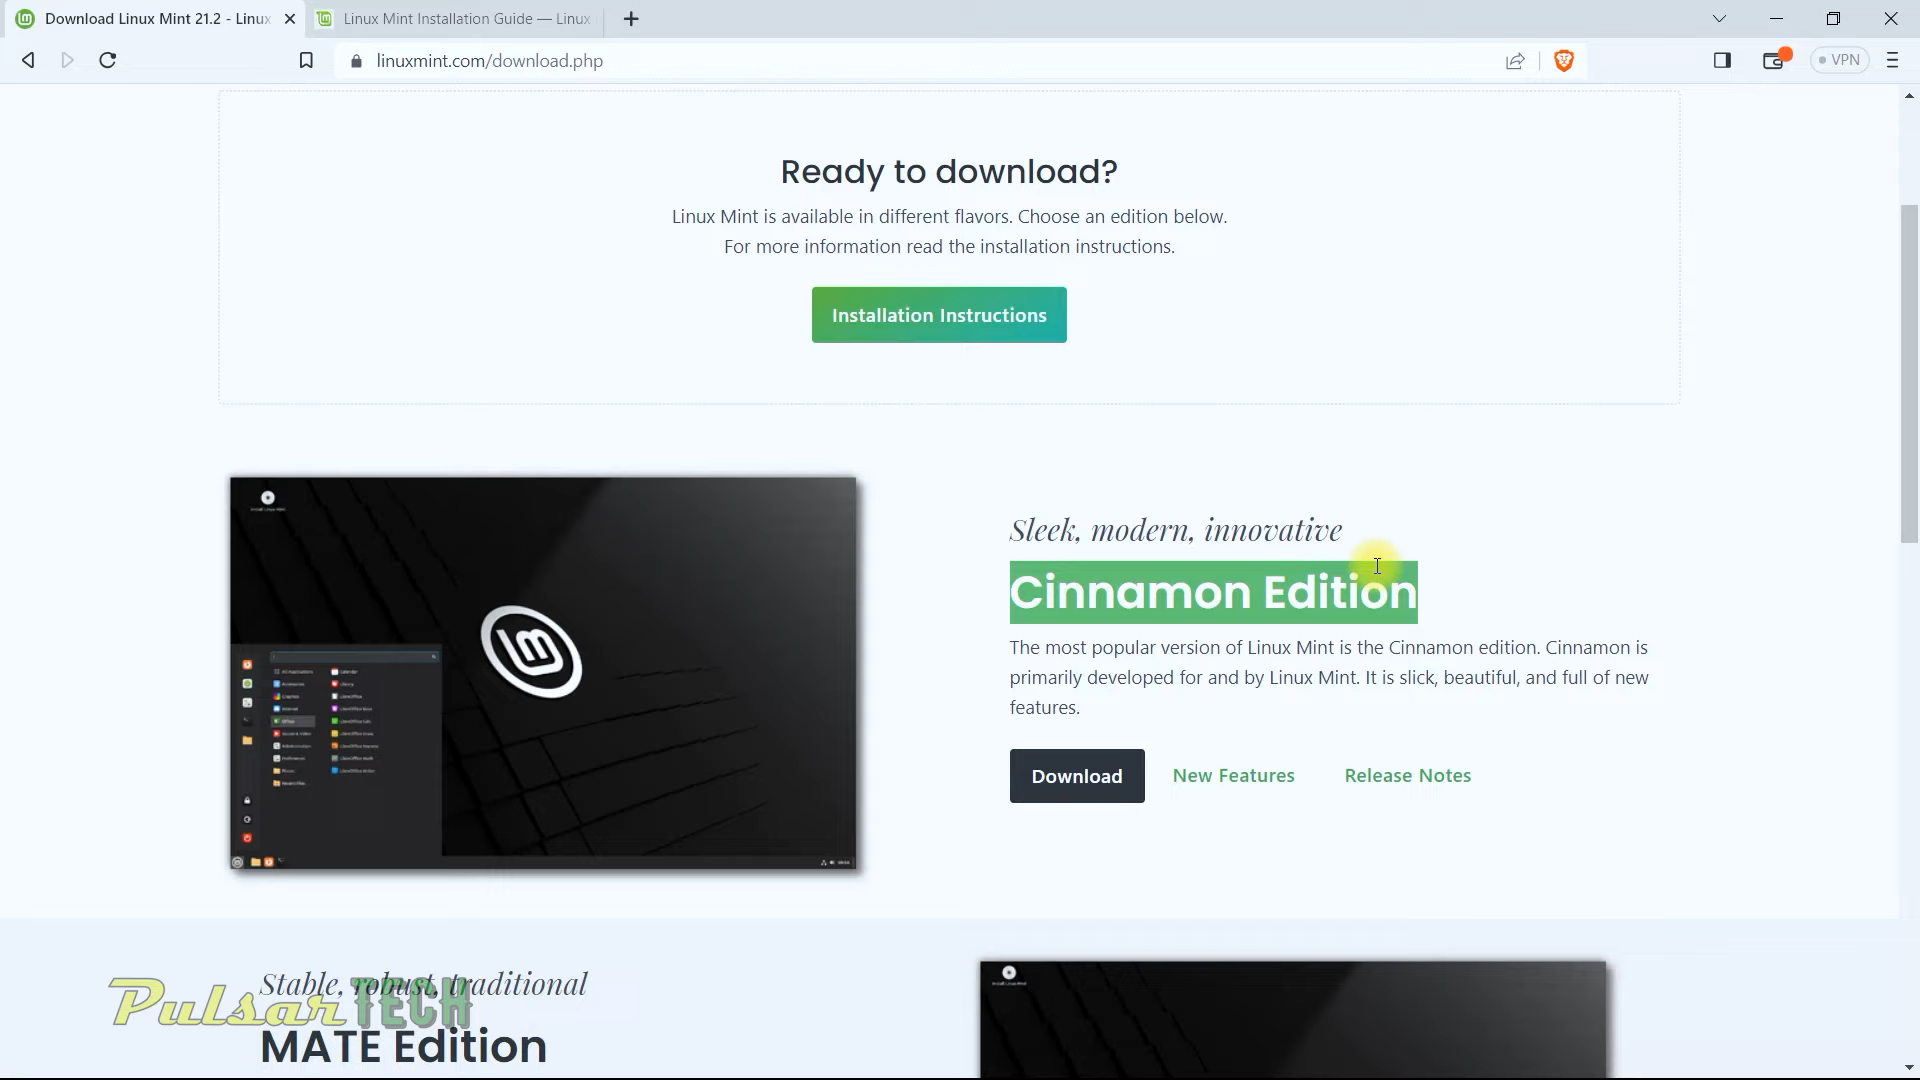 Download Linux Mint 21.2 - Linux
Linux Mint Installation Guide — Linux
linuxmint.com/download.php
VPN
Ready to download?
Linux Mint is available in different flavors. Choose an edition below.
For more information read the installation instructions.
Installation Instructions
Sleek, modern, innovative
Cinnamon Edition
The most popular version of Linux Mint is the Cinnamon edition. Cinnamon is
primarily developed for and by Linux Mint. It is slick, beautiful, and full of new
features.
Download
New Features
Release Notes
Stable, robust, traditional
PulsarTECH
MATE Edition